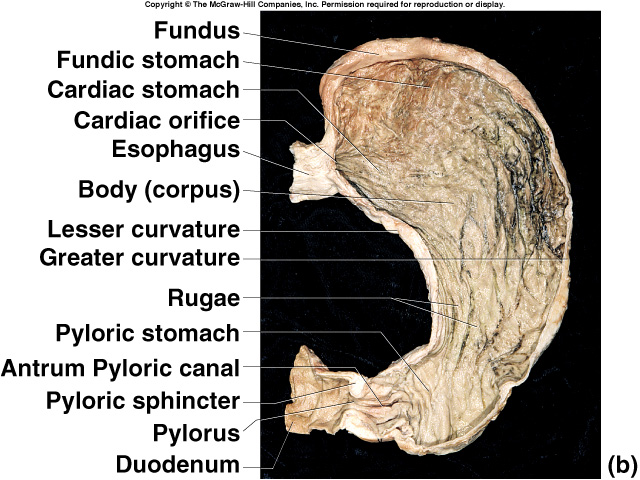 Copyright © The McGraw-Hill Companies, Inc. Permission required for reproduction or display.
Fundus
Fundic stomach
Cardiac stomach
Cardiac orifice
Esophagus
Body (corpus)
Lesser curvature
Greater curvature
Rugae
Pyloric stomach
Antrum Pyloric canal
Pyloric sphincter
Pylorus
Duodenum
(b)